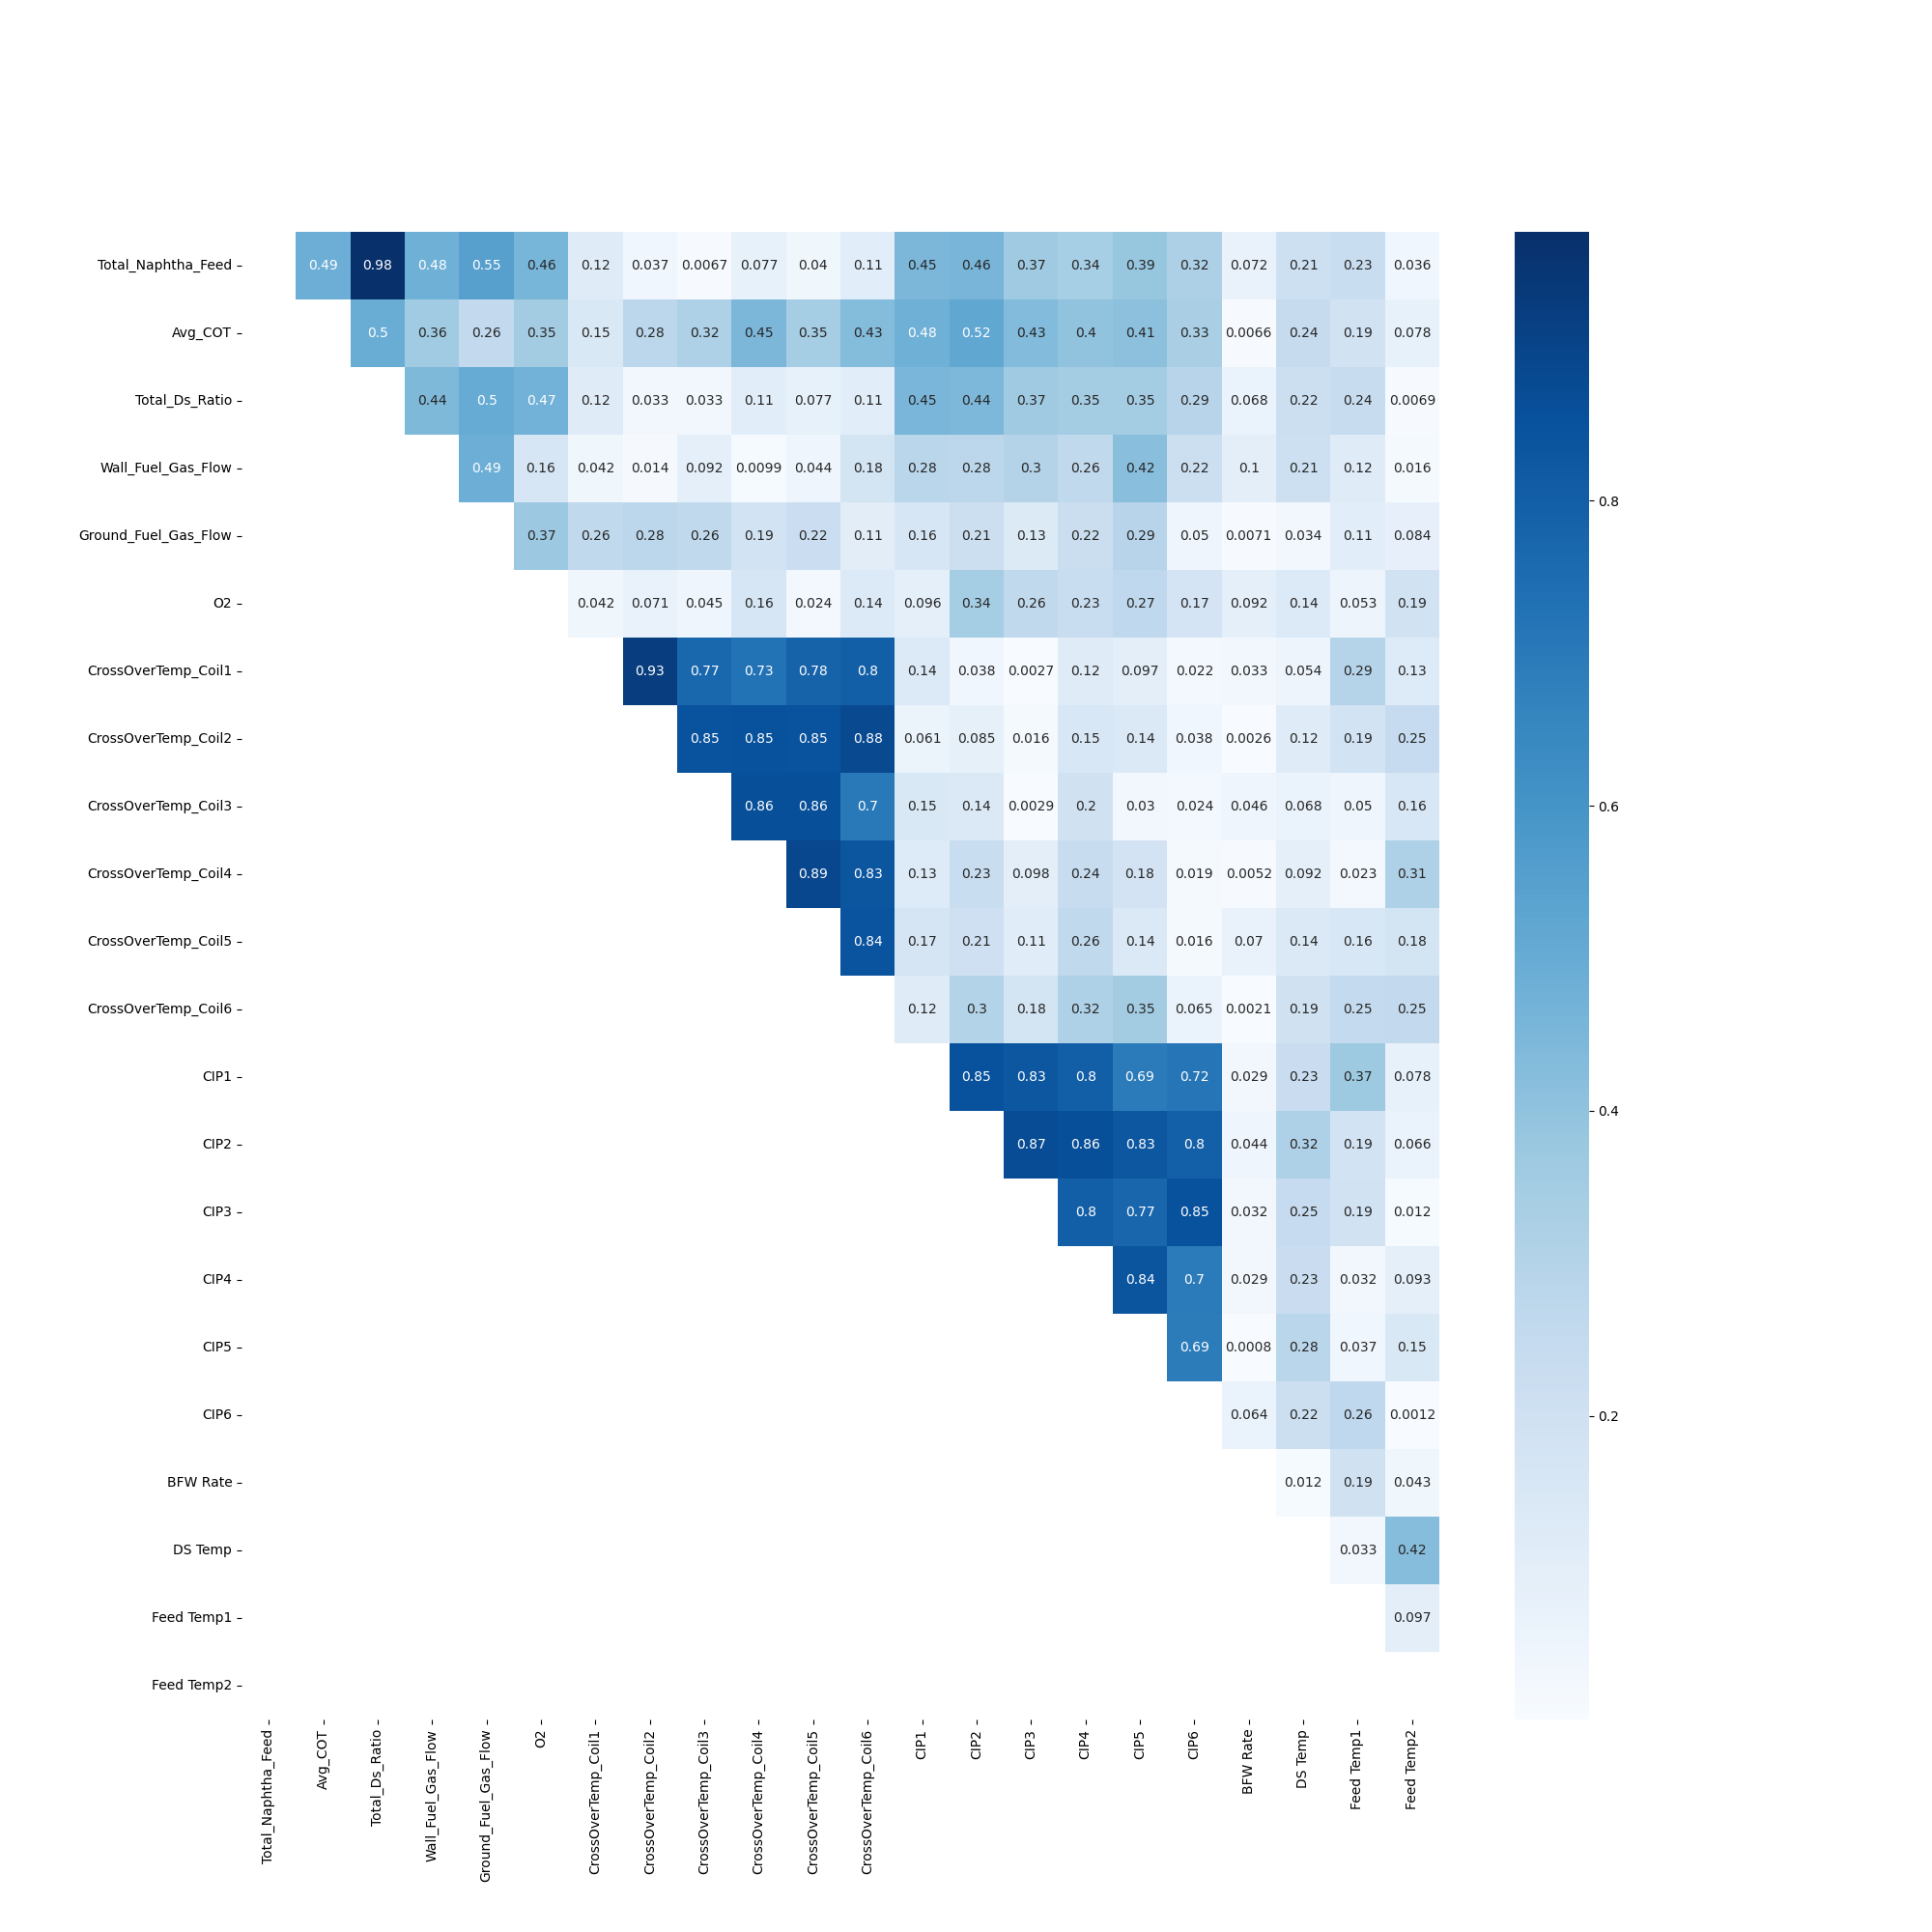 Total_Naphtha_Feed 0.49 0.98 0.48 0.55 0.46 0.12 0.037 0.0067 0.077 0.04 0.11 0.45 0.46 0.37 0.34 0.39 0.32 0.072 0.21 0.23 0.036
Avg_COT 0.5 0.36 0.26 0.35 0.15 0.28 0.32 0.45 0.35 0.43 0.48 0.52 0.43 0.4 0.41 0.33 0.0066 0.24 0.19 0.078
Total_Ds_Ratio 0.44 0.5 0.47 0.12 0.033 0.033 0.11 0.077 0.11 0.45 0.44 0.37 0.35 0.35 0.29 0.068 0.22 0.24 0.0069
Wall_Fuel_Gas_Flow 0.49 0.16 0.042 0.014 0.092 0.0099 0.044 0.18 0.28 0.28 0.3 0.26 0.42 0.22 0.1 0.21 0.12 0.016
0.8
Ground_Fuel_Gas_Flow 0.37 0.26 0.28 0.26 0.19 0.22 0.11 0.16 0.21 0.13 0.22 0.29 0.05 0.0071 0.034 0.11 0.084
O2 0.042 0.071 0.045 0.16 0.024 0.14 0.096 0.34 0.26 0.23 0.27 0.17 0.092 0.14 0.053 0.19
CrossOverTemp_Coil1 0.93 0.77 0.73 0.78 0.8 0.14 0.038 0.0027 0.12 0.097 0.022 0.033 0.054 0.29 0.13
CrossOverTemp_Coil2 0.85 0.85 0.85 0.88 0.061 0.085 0.016 0.15 0.14 0.038 0.0026 0.12 0.19 0.25
CrossOverTemp_Coil3 0.86 0.86 0.7 0.15 0.14 0.0029 0.2 0.03 0.024 0.046 0.068 0.05 0.16
0.6
CrossOverTemp_Coil4 0.89 0.83 0.13 0.23 0.098 0.24 0.18 0.019 0.0052 0.092 0.023 0.31
CrossOverTemp_Coil5 0.84 0.17 0.21 0.11 0.26 0.14 0.016 0.07 0.14 0.16 0.18
CrossOverTemp_Coil6 0.12 0.3 0.18 0.32 0.35 0.065 0.0021 0.19 0.25 0.25
CIP1 0.85 0.83 0.8 0.69 0.72 0.029 0.23 0.37 0.078
0.4
CIP2 0.87 0.86 0.83 0.8 0.044 0.32 0.19 0.066
CIP3 0.8 0.77 0.85 0.032 0.25 0.19 0.012
CIP4 0.84 0.7 0.029 0.23 0.032 0.093
CIP5 0.69 0.0008 0.28 0.037 0.15
CIP6 0.064 0.22 0.26 0.0012
0.2
BFW Rate 0.012 0.19 0.043
DS Temp 0.033 0.42
Feed Temp1 0.097
Feed Temp2
Total_Naphtha_Feed
Avg_COT
Total_Ds_Ratio
Wall_Fuel_Gas_Flow
Ground_Fuel_Gas_Flow
O2
CrossOverTemp_Coil1
CrossOverTemp_Coil2
CrossOverTemp_Coil3
CrossOverTemp_Coil4
CrossOverTemp_Coil5
CrossOverTemp_Coil6
CIP1
CIP2
CIP3
CIP4
CIP5
CIP6
BFW Rate
DS Temp
Feed Temp1
Feed Temp2